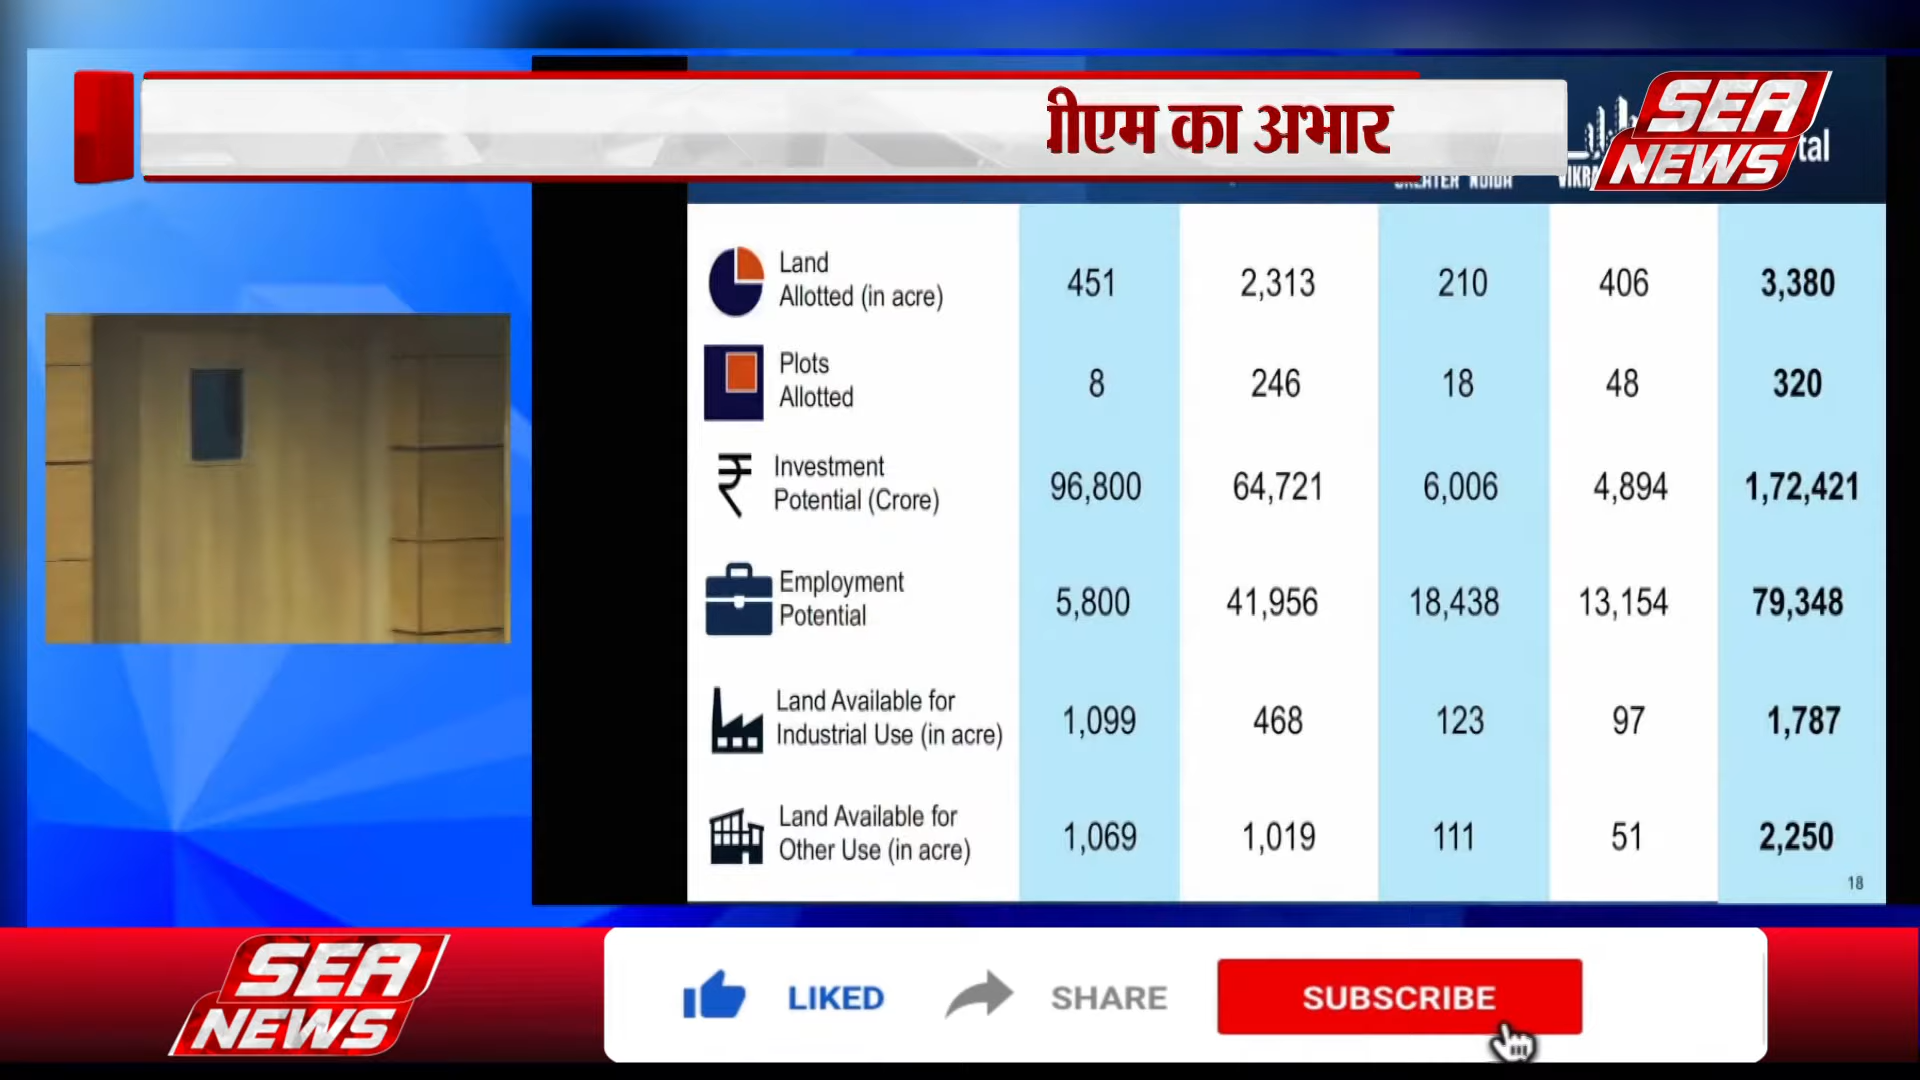 पीएम का अभार
SEA
NEWS
tal
GREATER NOIDA
Land
Allotted (in acre)
451
2,313
210
406
3,380
Plots
Allotted
8
246
18
48
320
Investment
Potential (Crore)
96,800
64,721
6,006
4,894
1,72,421
Employment
Potential
5,800
41,956
18,438
13,154
79,348
Land Available for
Industrial Use (in acre)
1,099
468
123
97
1,787
Land Available for
Other Use (in acre)
1,069
1,019
111
51
2,250
18
SEA
NEWS
LIKED
SHARE
SUBSCRIBE